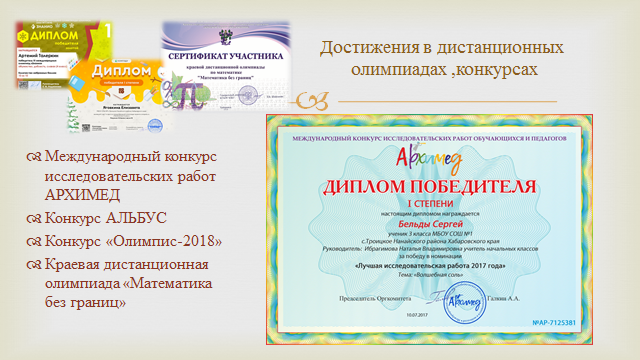 Достижения в дистанционных
олимпиадах ,конкурсах
ДИПЛОМ
1
ДИПЛОМ
СЕРТИФИКАТ УЧАСТНИКА
краевой дистанционной олимпиады
по математике
"Математика без границ"
Международный конкурс
исследовательских работ
АРХИМЕД
Конкурс АЛЬБУС
Конкурс «Олимпис-2018»
Краевая дистанционная
олимпиада «Математика
без границ»
МЕЖДУНАРОДНЫЙ КОНКУРС ИССЛЕДОВАТЕЛЬСКИХ РАБОТ ОБУЧАЮЩИХСЯ И ПЕДАГОГОВ
Архимед
ДИПЛОМ ПОБЕДИТЕЛЯ
I СТЕПЕНИ
настоящим дипломом награждается
Бельды Сергей
ученик 3 класса МБОУ СОШ №1
с.Троицкое Нанайского района Хабаровского края
Руководитель: Ибрагимова Наталья Владимировна учитель начальных классов
за победу в номинации
«Лучшая исследовательская работа 2017 года»
Тема: «Волшебная соль»
Председатель Оргкомитета
Галиви А.А.
Архимед
10.07.2017
№АР-7125381